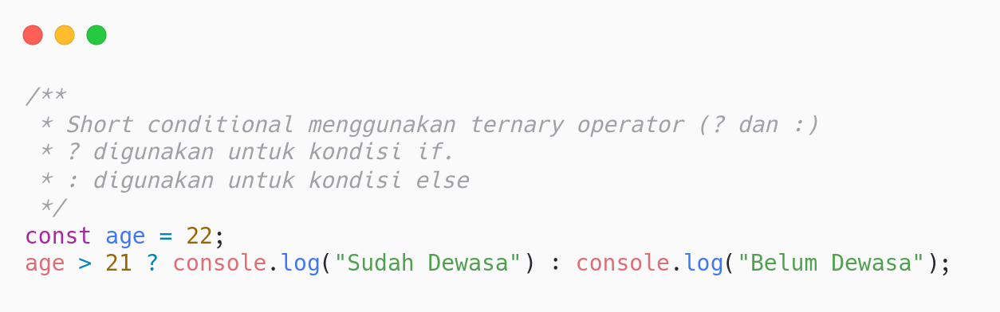 /**
 * Short conditional menggunakan ternary operator (? dan :)
 * ? digunakan untuk kondisi if.
 * : digunakan untuk kondisi else
 */
const age = 22;
age > 21 ? console.log("Sudah Dewasa") : console.log("Belum Dewasa");